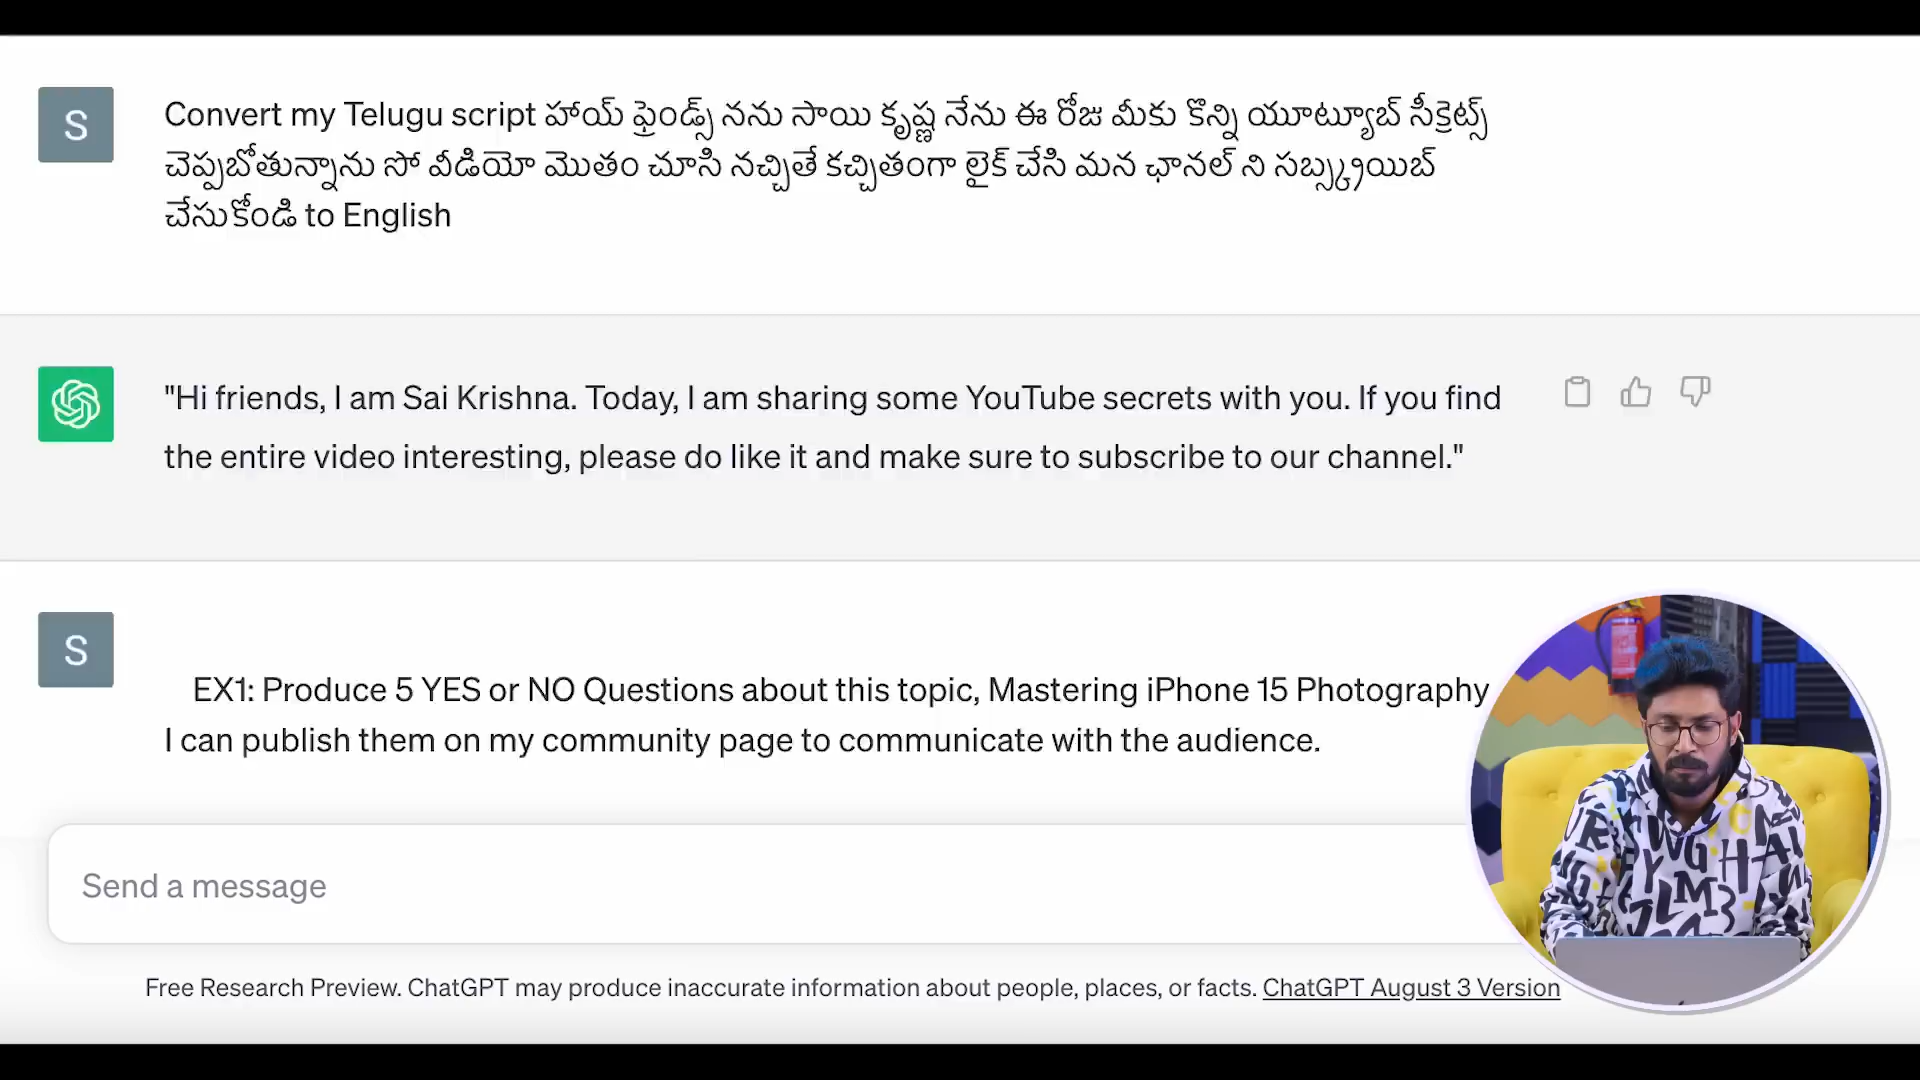 S
Convert my Telugu script హాయ్ ఫ్రెండ్స్ నను సాయి కృష్ణ నేను ఈ రోజు మీకు కొన్ని యూట్యూబ్ సీక్రెట్స్
చెప్పబోతున్నాను సో వీడియో మొతం చూసి నచ్చితే కచ్చితంగా లైక్ చేసి మన ఛానల్ ని సబ్స్క్రయిబ్
చేసుకోండి to English
"Hi friends, I am Sai Krishna. Today, I am sharing some YouTube secrets with you. If you find
the entire video interesting, please do like it and make sure to subscribe to our channel."
S
EX1: Produce 5 YES or NO Questions about this topic, Mastering iPhone 15 Photography
I can publish them on my community page to communicate with the audience.
Send a message
Free Research Preview. ChatGPT may produce inaccurate information about people, places, or facts. ChatGPT August 3 Version